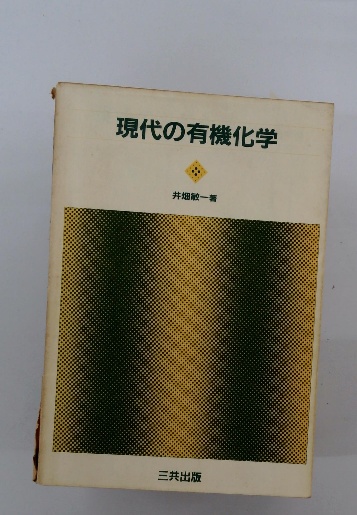 現代の有機化学
井畑敏一著
三共出版